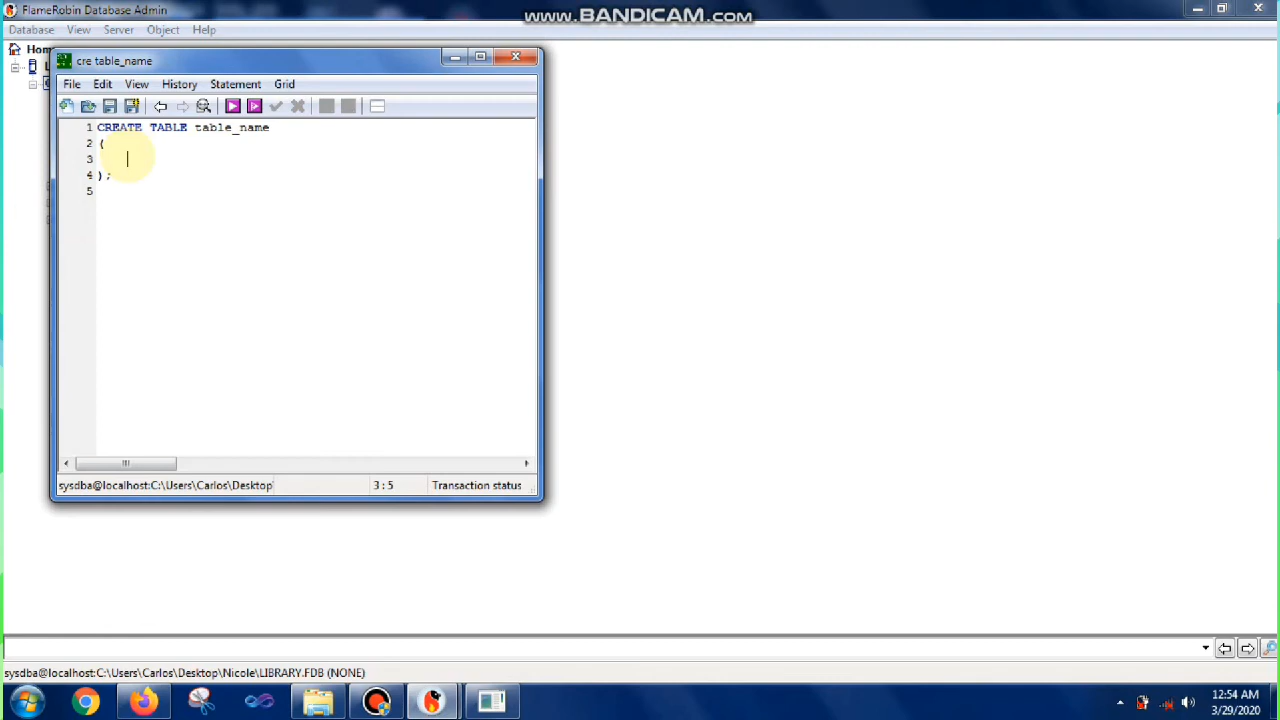 FlameRobin Database Admin
www.BANDICAM.com
Database View Server Object Help
cre table_name
File Edit View History Statement Grid
1 CREATE TABLE table_name
2 (
3
4 );
5
sysdba@localhost:C:\Users\Carlos\Desktop
3 : 5
Transaction status
sysdba@localhost:C:\Users\Carlos\Desktop\Nicole\LIBRARY.FDB (NONE)
12:54 AM
3/29/2020